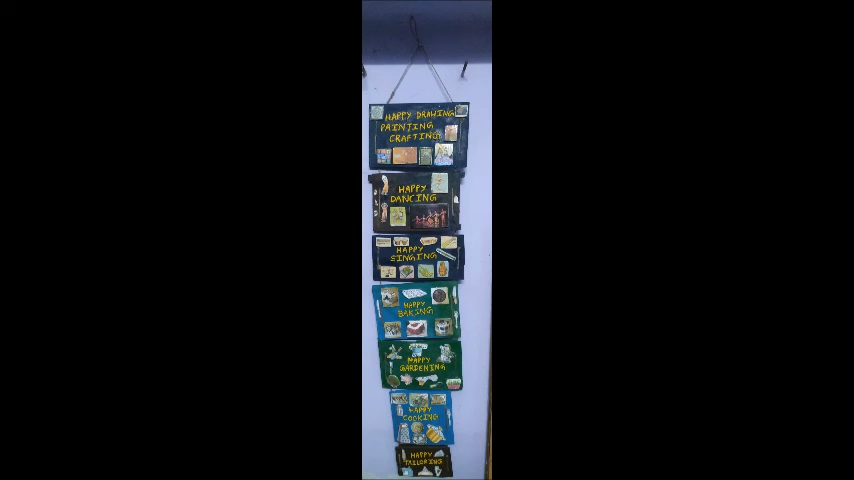 HAPPY DRAWING
PAINTING
CRAFTING
HAPPY
DANCING
HAPPY
SINGING
HAPPY
BAKING
HAPPY
GARDENING
HAPPY
COOKING
HAPPY
TAILORING